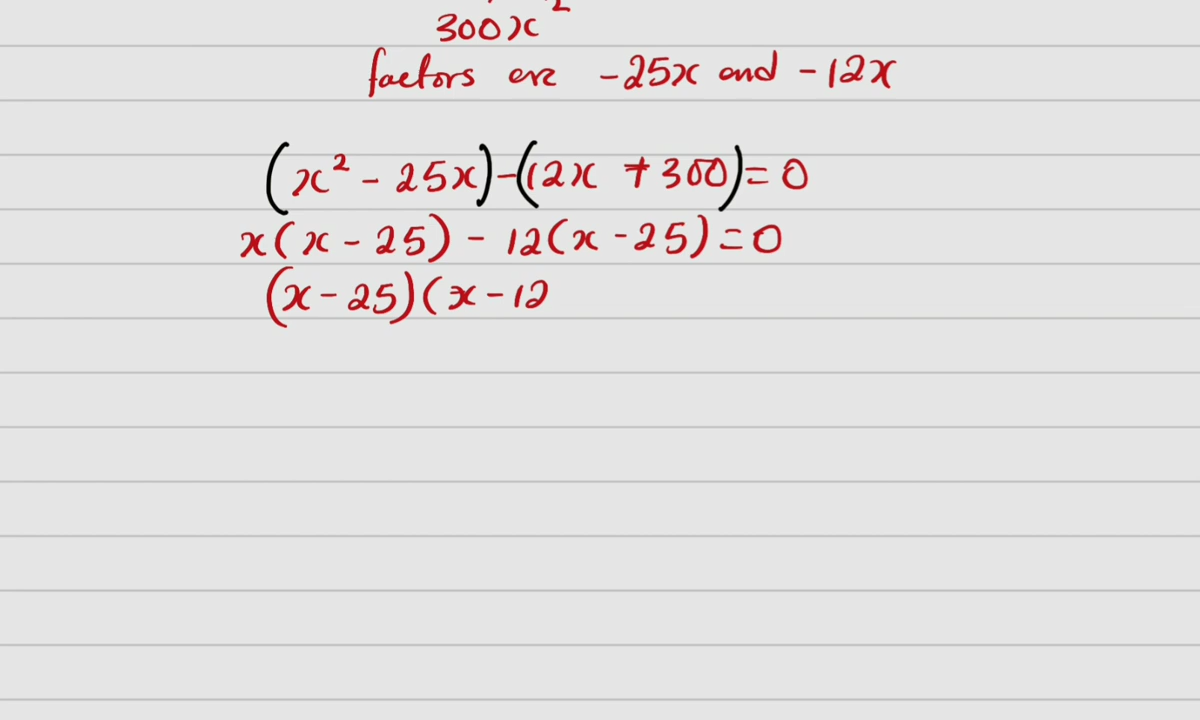 300x²
factors are -25x and -12x
(x² - 25x)-(12x + 300)= 0
x(x - 25) - 12(x - 25) = 0
(x - 25)(x - 12